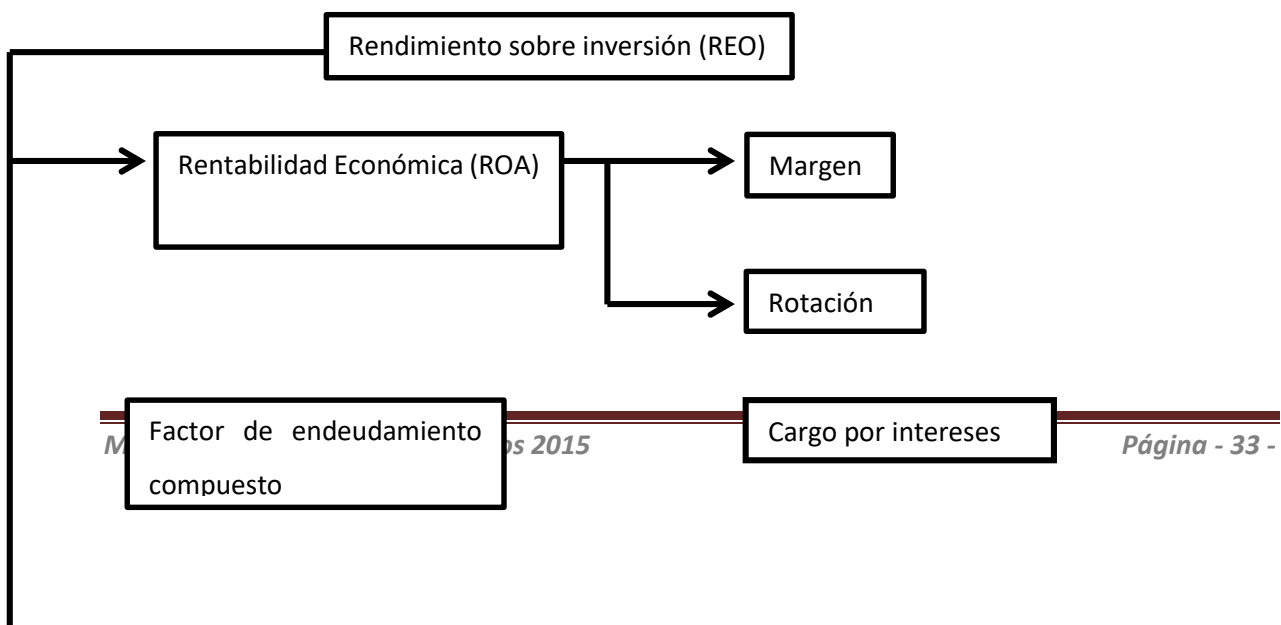 Rendimiento sobre inversión (REO)
Rentabilidad Económica (ROA)
Margen
Rotación
Factor de endeudamiento
compuesto
Cargo por intereses
2015
Página - 33 -